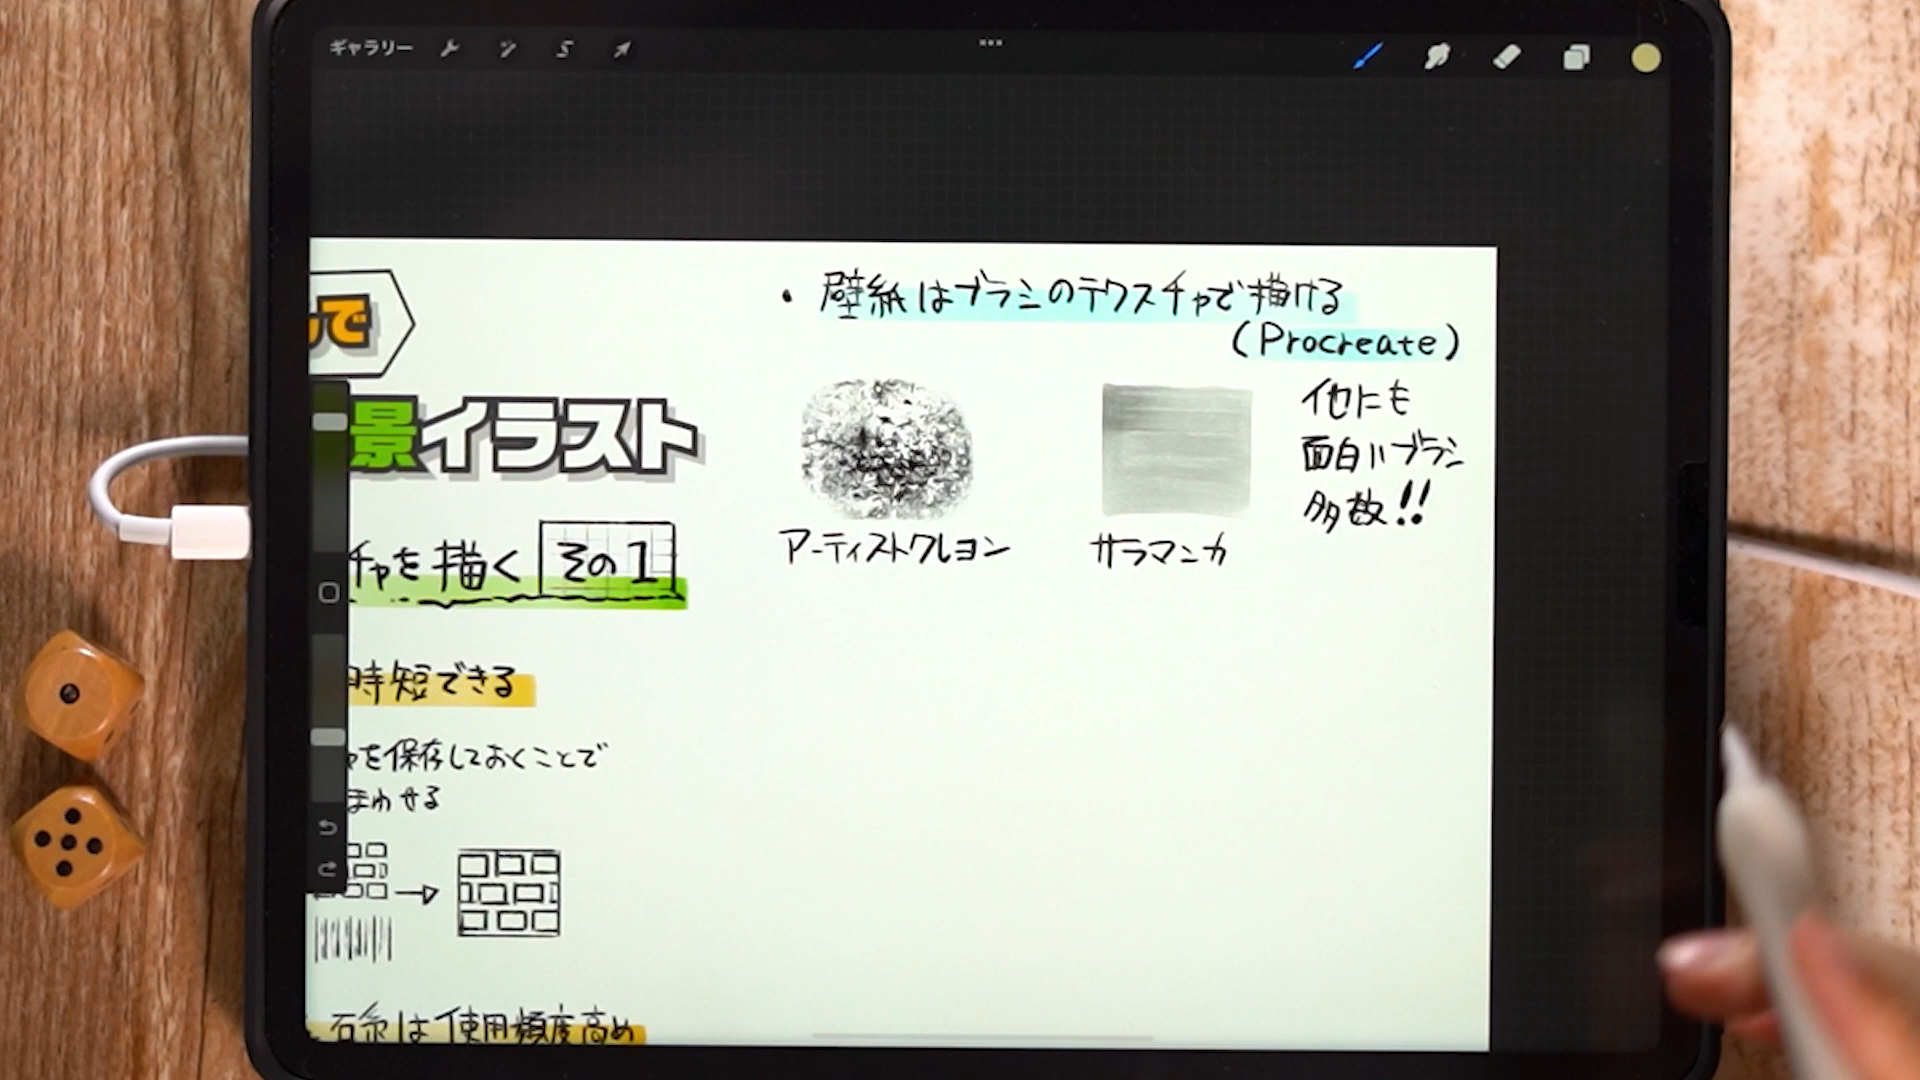 ギャラリー
で
景イラスト
チャを描く その1
時短できる
を保存しておくことで
まわせる
石系は使用頻度高め
・壁紙はブラシのテクスチャで描ける
(Procreate)
アーティストクレヨン
サラマンカ
他にも
面白いブラシ
多数!!